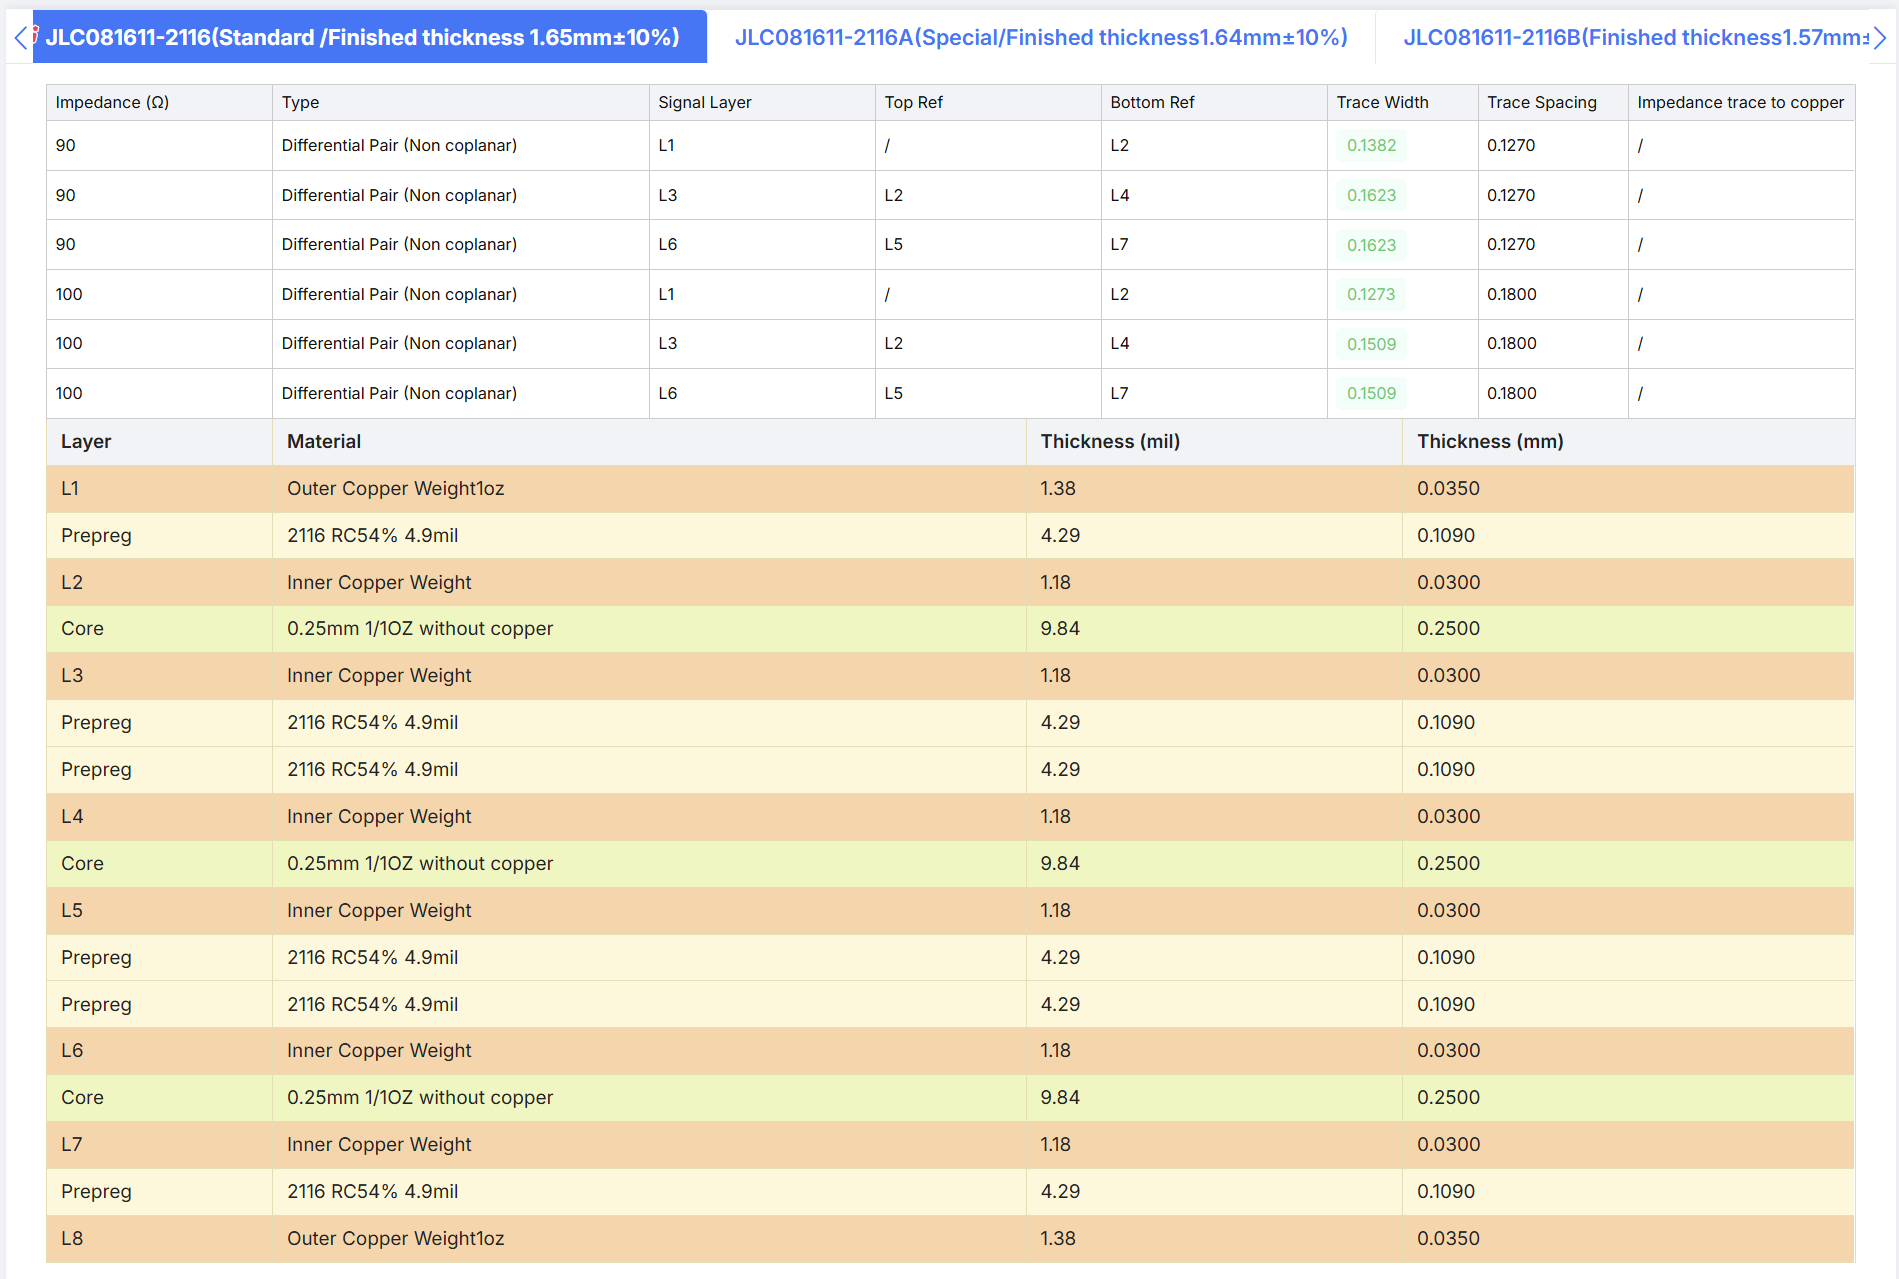 JLC081611-2116(Standard /Finished thickness 1.65mm±10%) JLC081611-2116A(Special/Finished thickness1.64mm±10%) JLC081611-2116B(Finished thickness1.57mm±
Impedance (Ω) Type Signal Layer Top Ref Bottom Ref Trace Width Trace Spacing Impedance trace to copper
90 Differential Pair (Non coplanar) L1 / L2 0.1382 0.1270 /
90 Differential Pair (Non coplanar) L3 L2 L4 0.1623 0.1270 /
90 Differential Pair (Non coplanar) L6 L5 L7 0.1623 0.1270 /
100 Differential Pair (Non coplanar) L1 / L2 0.1273 0.1800 /
100 Differential Pair (Non coplanar) L3 L2 L4 0.1509 0.1800 /
100 Differential Pair (Non coplanar) L6 L5 L7 0.1509 0.1800 /
Layer Material Thickness (mil) Thickness (mm)
L1 Outer Copper Weight1oz 1.38 0.0350
Prepreg 2116 RC54% 4.9mil 4.29 0.1090
L2 Inner Copper Weight 1.18 0.0300
Core 0.25mm 1/1OZ without copper 9.84 0.2500
L3 Inner Copper Weight 1.18 0.0300
Prepreg 2116 RC54% 4.9mil 4.29 0.1090
Prepreg 2116 RC54% 4.9mil 4.29 0.1090
L4 Inner Copper Weight 1.18 0.0300
Core 0.25mm 1/1OZ without copper 9.84 0.2500
L5 Inner Copper Weight 1.18 0.0300
Prepreg 2116 RC54% 4.9mil 4.29 0.1090
Prepreg 2116 RC54% 4.9mil 4.29 0.1090
L6 Inner Copper Weight 1.18 0.0300
Core 0.25mm 1/1OZ without copper 9.84 0.2500
L7 Inner Copper Weight 1.18 0.0300
Prepreg 2116 RC54% 4.9mil 4.29 0.1090
L8 Outer Copper Weight1oz 1.38 0.0350